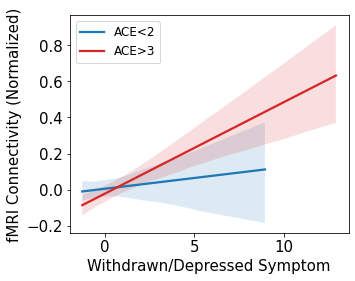 ACE<2
ACE>3
fMRI Connectivity (Normalized)
0.8
0.6
0.4
0.2
0.0
−0.2
0
5
10
Withdrawn/Depressed Symptom